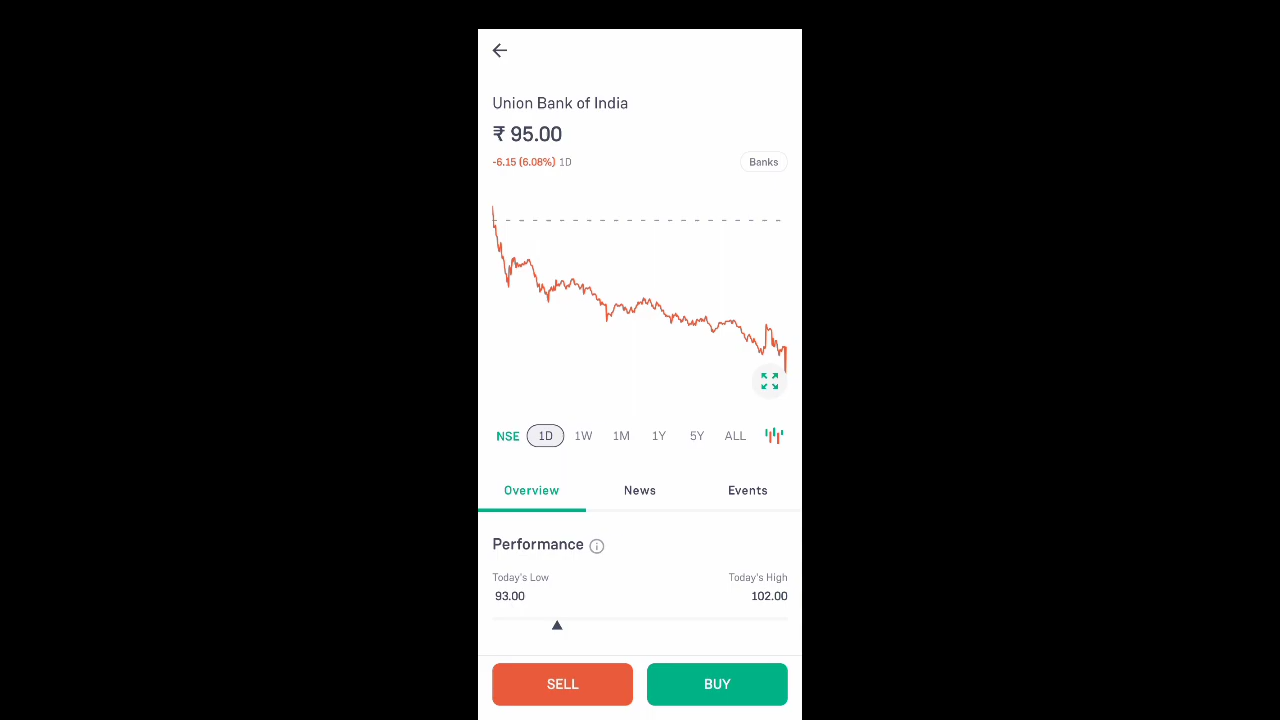 Union Bank of India
₹ 95.00
-6.15 (6.08%) 1D
Banks
NSE 1D 1W 1M 1Y 5Y ALL
Overview News Events
Performance
Today's Low Today's High
93.00 102.00
SELL BUY